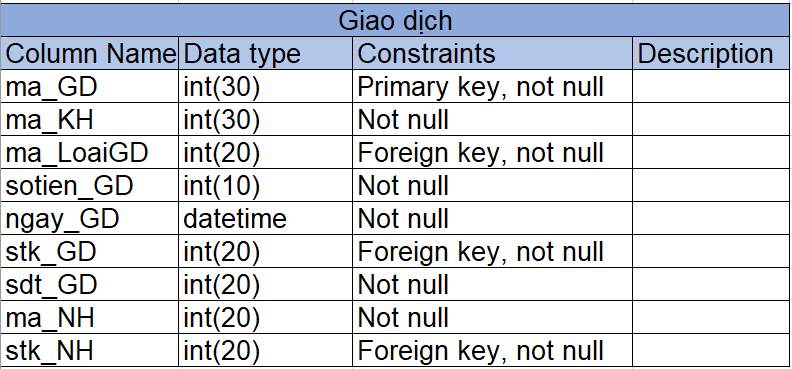 Giao dịch
Column Name Data type Constraints Description
ma_GD int(30) Primary key, not null
ma_KH int(30) Not null
ma_LoaiGD int(20) Foreign key, not null
sotien_GD int(10) Not null
ngay_GD datetime Not null
stk_GD int(20) Foreign key, not null
sdt_GD int(20) Not null
ma_NH int(20) Not null
stk_NH int(20) Foreign key, not null